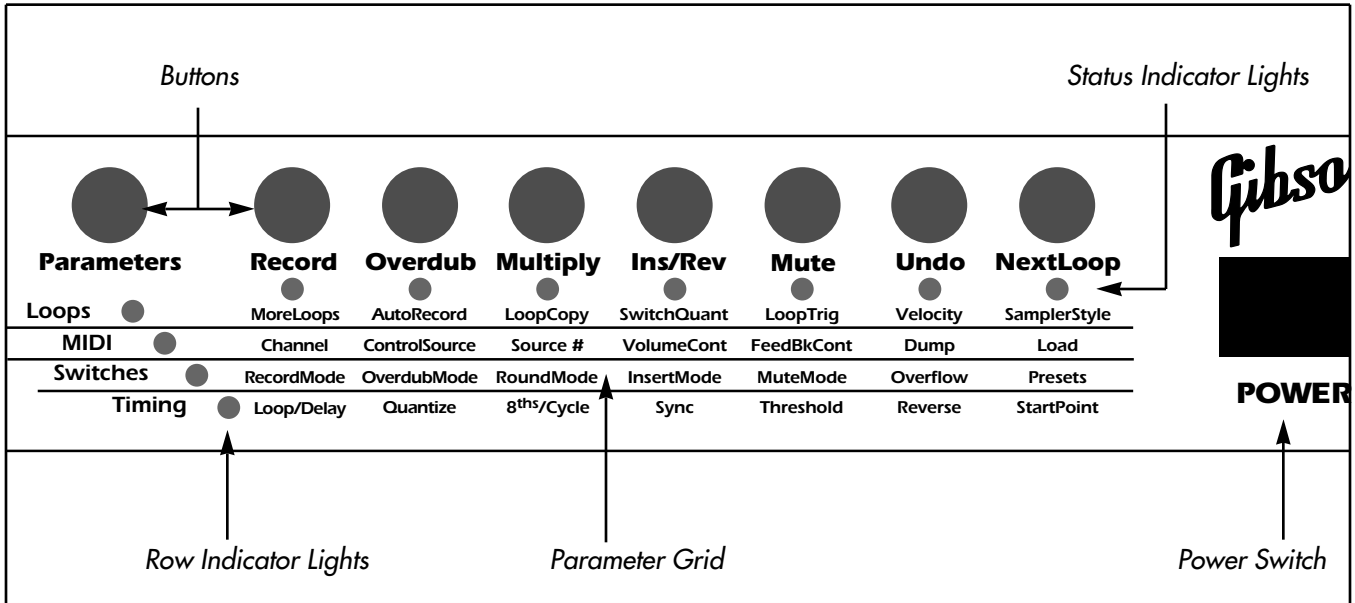 Buttons
Status Indicator Lights
Gibso
Parameters Record Overdub Multiply Ins/Rev Mute Undo NextLoop
Loops MoreLoops AutoRecord LoopCopy SwitchQuant LoopTrig Velocity SamplerStyle
MIDI Channel ControlSource Source # VolumeCont FeedBkCont Dump Load
Switches RecordMode OverdubMode RoundMode InsertMode MuteMode Overflow Presets
Timing Loop/Delay Quantize 8ths/Cycle Sync Threshold Reverse StartPoint
POWER
Row Indicator Lights
Parameter Grid
Power Switch